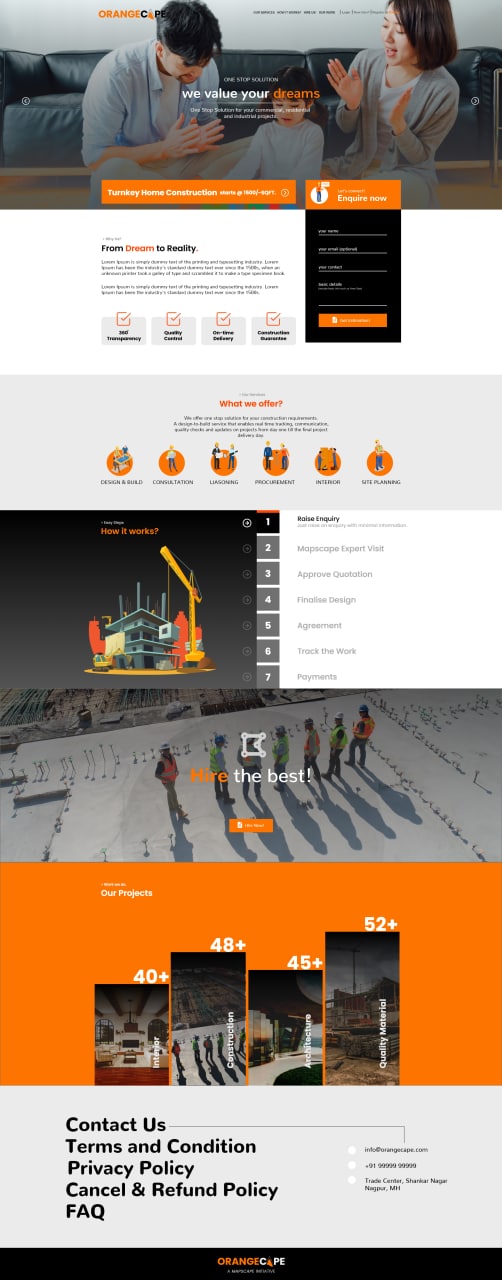 ORANGECAPE
OUR SERVICES HOW IT WORKS? HIRE US! OUR WORK | Login |
ONE STOP SOLUTION
we value your dreams
One Stop Solution for your commercial, residential
and industrial projects.
Turnkey Home Construction starts @ 1500/-SQFT.
Let's connect!
Enquire now
your name
your email (optional)
your contact
basic details
Get Estimation
Why Us?
From Dream to Reality.
Lorem Ipsum is simply dummy text of the printing and typesetting industry. Lorem
Ipsum has been the industry's standard dummy text ever since the 1500s, when an
unknown printer took a galley of type and scrambled it to make a type specimen book.
Lorem Ipsum is simply dummy text of the printing and typesetting industry. Lorem
Ipsum has been the industry's standard dummy text ever since the 1500s.
360°
Transparency
Quality
Control
On-time
Delivery
Construction
Guarantee
Our Services
What we offer?
We offer one stop solution for your construction requirements.
A design-to-build service that enables real time tracking, communication,
quality checks and updates on projects from day one till the final project
delivery day.
DESIGN & BUILD
CONSULTATION
LIASONING
PROCUREMENT
INTERIOR
SITE PLANNING
Easy Steps
How it works?
1 Raise Enquiry
Just raise an enquiry with minimal information.
2 Mapscape Expert Visit
3 Approve Quotation
4 Finalise Design
5 Agreement
6 Track the Work
7 Payments
Hire the best!
Hire Now!
Our Projects
40+
Interior
48+
Construction
45+
Architecture
52+
Quality Material
Contact Us
Terms and Condition
Privacy Policy
Cancel & Refund Policy
FAQ
info@orangecape.com
+91 99999 99999
Trade Center, Shankar Nagar
Nagpur, MH
ORANGECAPE
A MAPSCAPE INITIATIVE